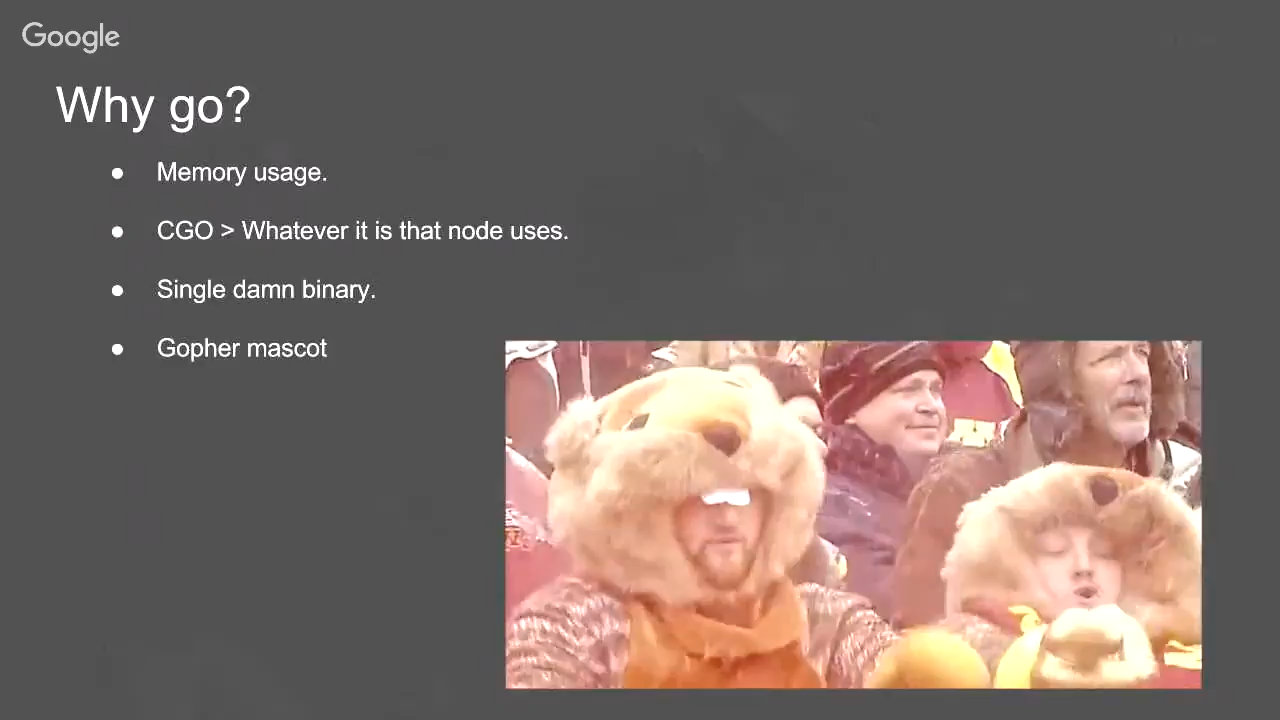 Google
Why go?
● Memory usage.
● CGO > Whatever it is that node uses.
● Single damn binary.
● Gopher mascot